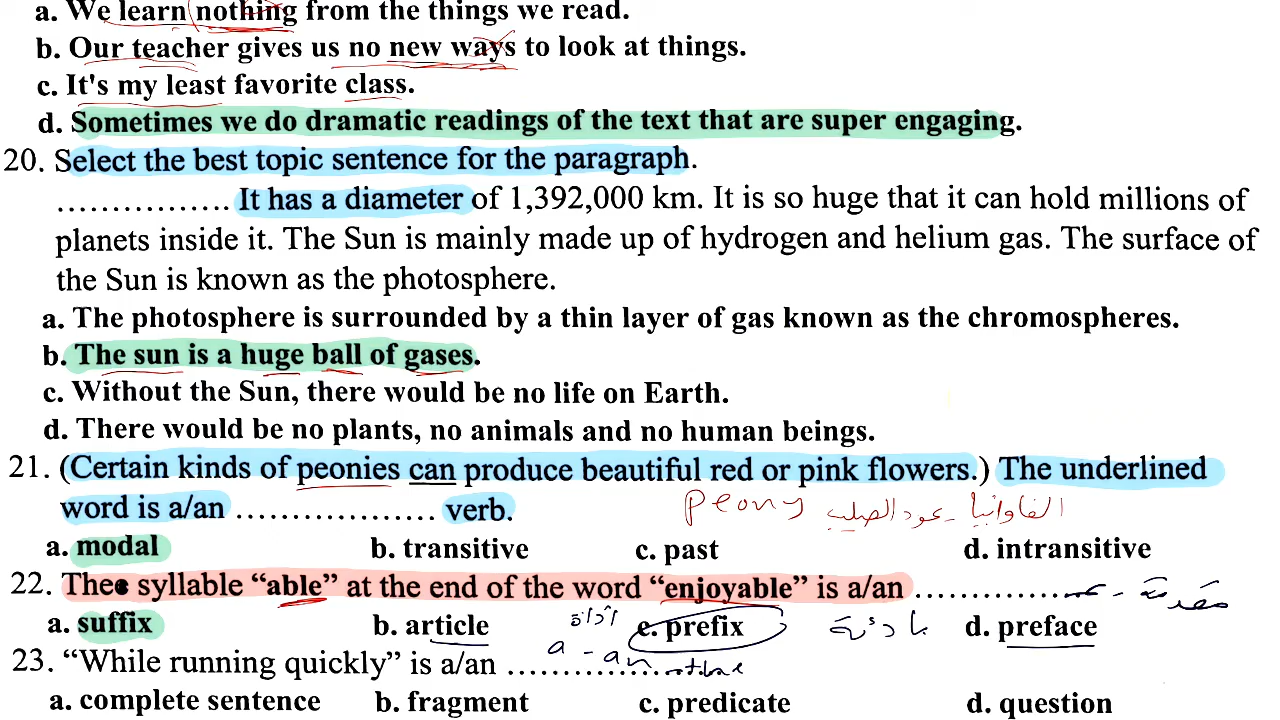 a. We learn nothing from the things we read.
b. Our teacher gives us no new ways to look at things.
c. It's my least favorite class.
d. Sometimes we do dramatic readings of the text that are super engaging.
20. Select the best topic sentence for the paragraph.
................ It has a diameter of 1,392,000 km. It is so huge that it can hold millions of
planets inside it. The Sun is mainly made up of hydrogen and helium gas. The surface of
the Sun is known as the photosphere.
a. The photosphere is surrounded by a thin layer of gas known as the chromospheres.
b. The sun is a huge ball of gases.
c. Without the Sun, there would be no life on Earth.
d. There would be no plants, no animals and no human beings.
21. (Certain kinds of peonies can produce beautiful red or pink flowers.) The underlined
word is a/an .................. verb.
peony الفاوانيا - عود الصليب
a. modal b. transitive c. past d. intransitive
22. The syllable “able” at the end of the word “enjoyable” is a/an ..................
مقدمة
a. suffix b. article أداة c. prefix بادئة d. preface
a - an
23. “While running quickly” is a/an ..................
a. complete sentence b. fragment c. predicate d. question